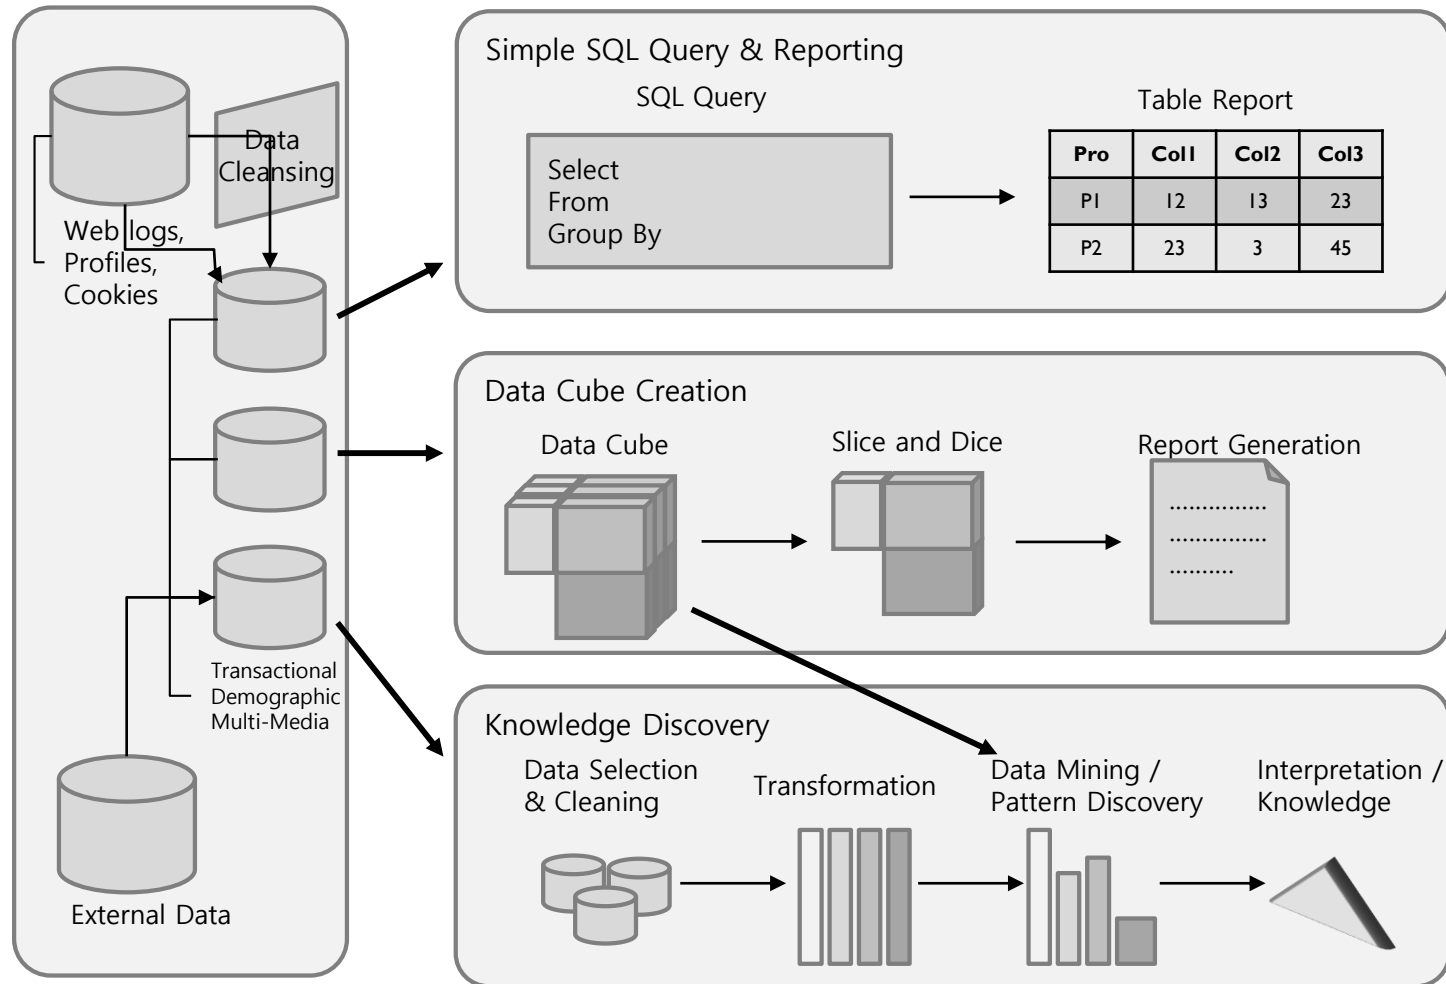 Data
Cleansing
Web logs,
Profiles,
Cookies
Transactional
Demographic
Multi-Media
External Data
Simple SQL Query & Reporting
SQL Query
Select
From
Group By
Table Report
Pro Col1 Col2 Col3
P1 12 13 23
P2 23 3 45
Data Cube Creation
Data Cube
Slice and Dice
Report Generation
...............
...............
..........
Knowledge Discovery
Data Selection
& Cleaning
Transformation
Data Mining /
Pattern Discovery
Interpretation /
Knowledge